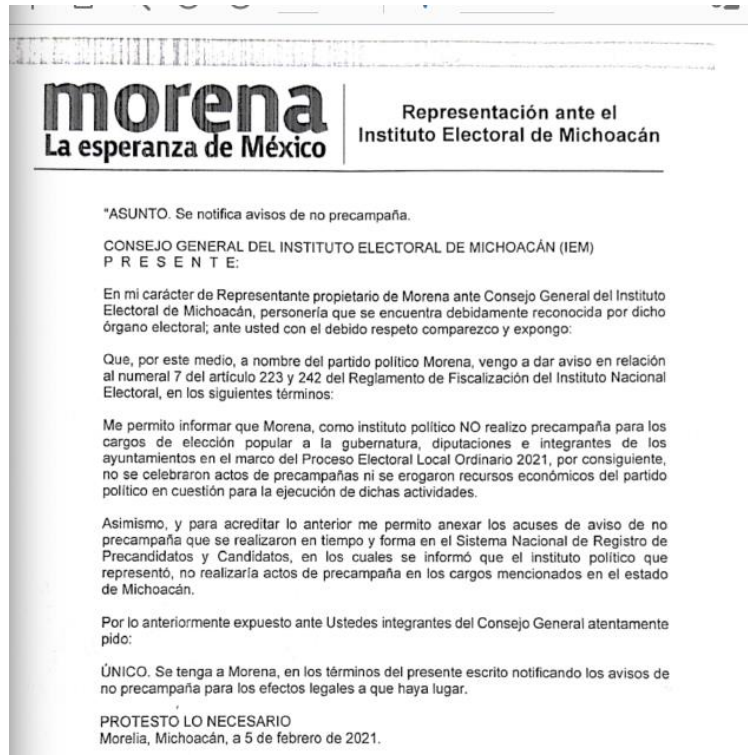 morena
La esperanza de México
Representación ante el
Instituto Electoral de Michoacán
"ASUNTO. Se notifica avisos de no precampaña.
CONSEJO GENERAL DEL INSTITUTO ELECTORAL DE MICHOACÁN (IEM)
P R E S E N T E:
En mi carácter de Representante propietario de Morena ante Consejo General del Instituto
Electoral de Michoacán, personería que se encuentra debidamente reconocida por dicho
órgano electoral; ante usted con el debido respeto comparezco y expongo:
Que, por este medio, a nombre del partido político Morena, vengo a dar aviso en relación
al numeral 7 del artículo 223 y 242 del Reglamento de Fiscalización del Instituto Nacional
Electoral, en los siguientes términos:
Me permito informar que Morena, como instituto político NO realizo precampaña para los
cargos de elección popular a la gubernatura, diputaciones e integrantes de los
ayuntamientos en el marco del Proceso Electoral Local Ordinario 2021, por consiguiente,
no se celebraron actos de precampañas ni se erogaron recursos económicos del partido
político en cuestión para la ejecución de dichas actividades.
Asimismo, y para acreditar lo anterior me permito anexar los acuses de aviso de no
precampaña que se realizaron en tiempo y forma en el Sistema Nacional de Registro de
Precandidatos y Candidatos, en los cuales se informó que el instituto político que
representó, no realizaría actos de precampaña en los cargos mencionados en el estado
de Michoacán.
Por lo anteriormente expuesto ante Ustedes integrantes del Consejo General atentamente
pido:
ÚNICO. Se tenga a Morena, en los términos del presente escrito notificando los avisos de
no precampaña para los efectos legales a que haya lugar.
PROTESTO LO NECESARIO
Morelia, Michoacán, a 5 de febrero de 2021.